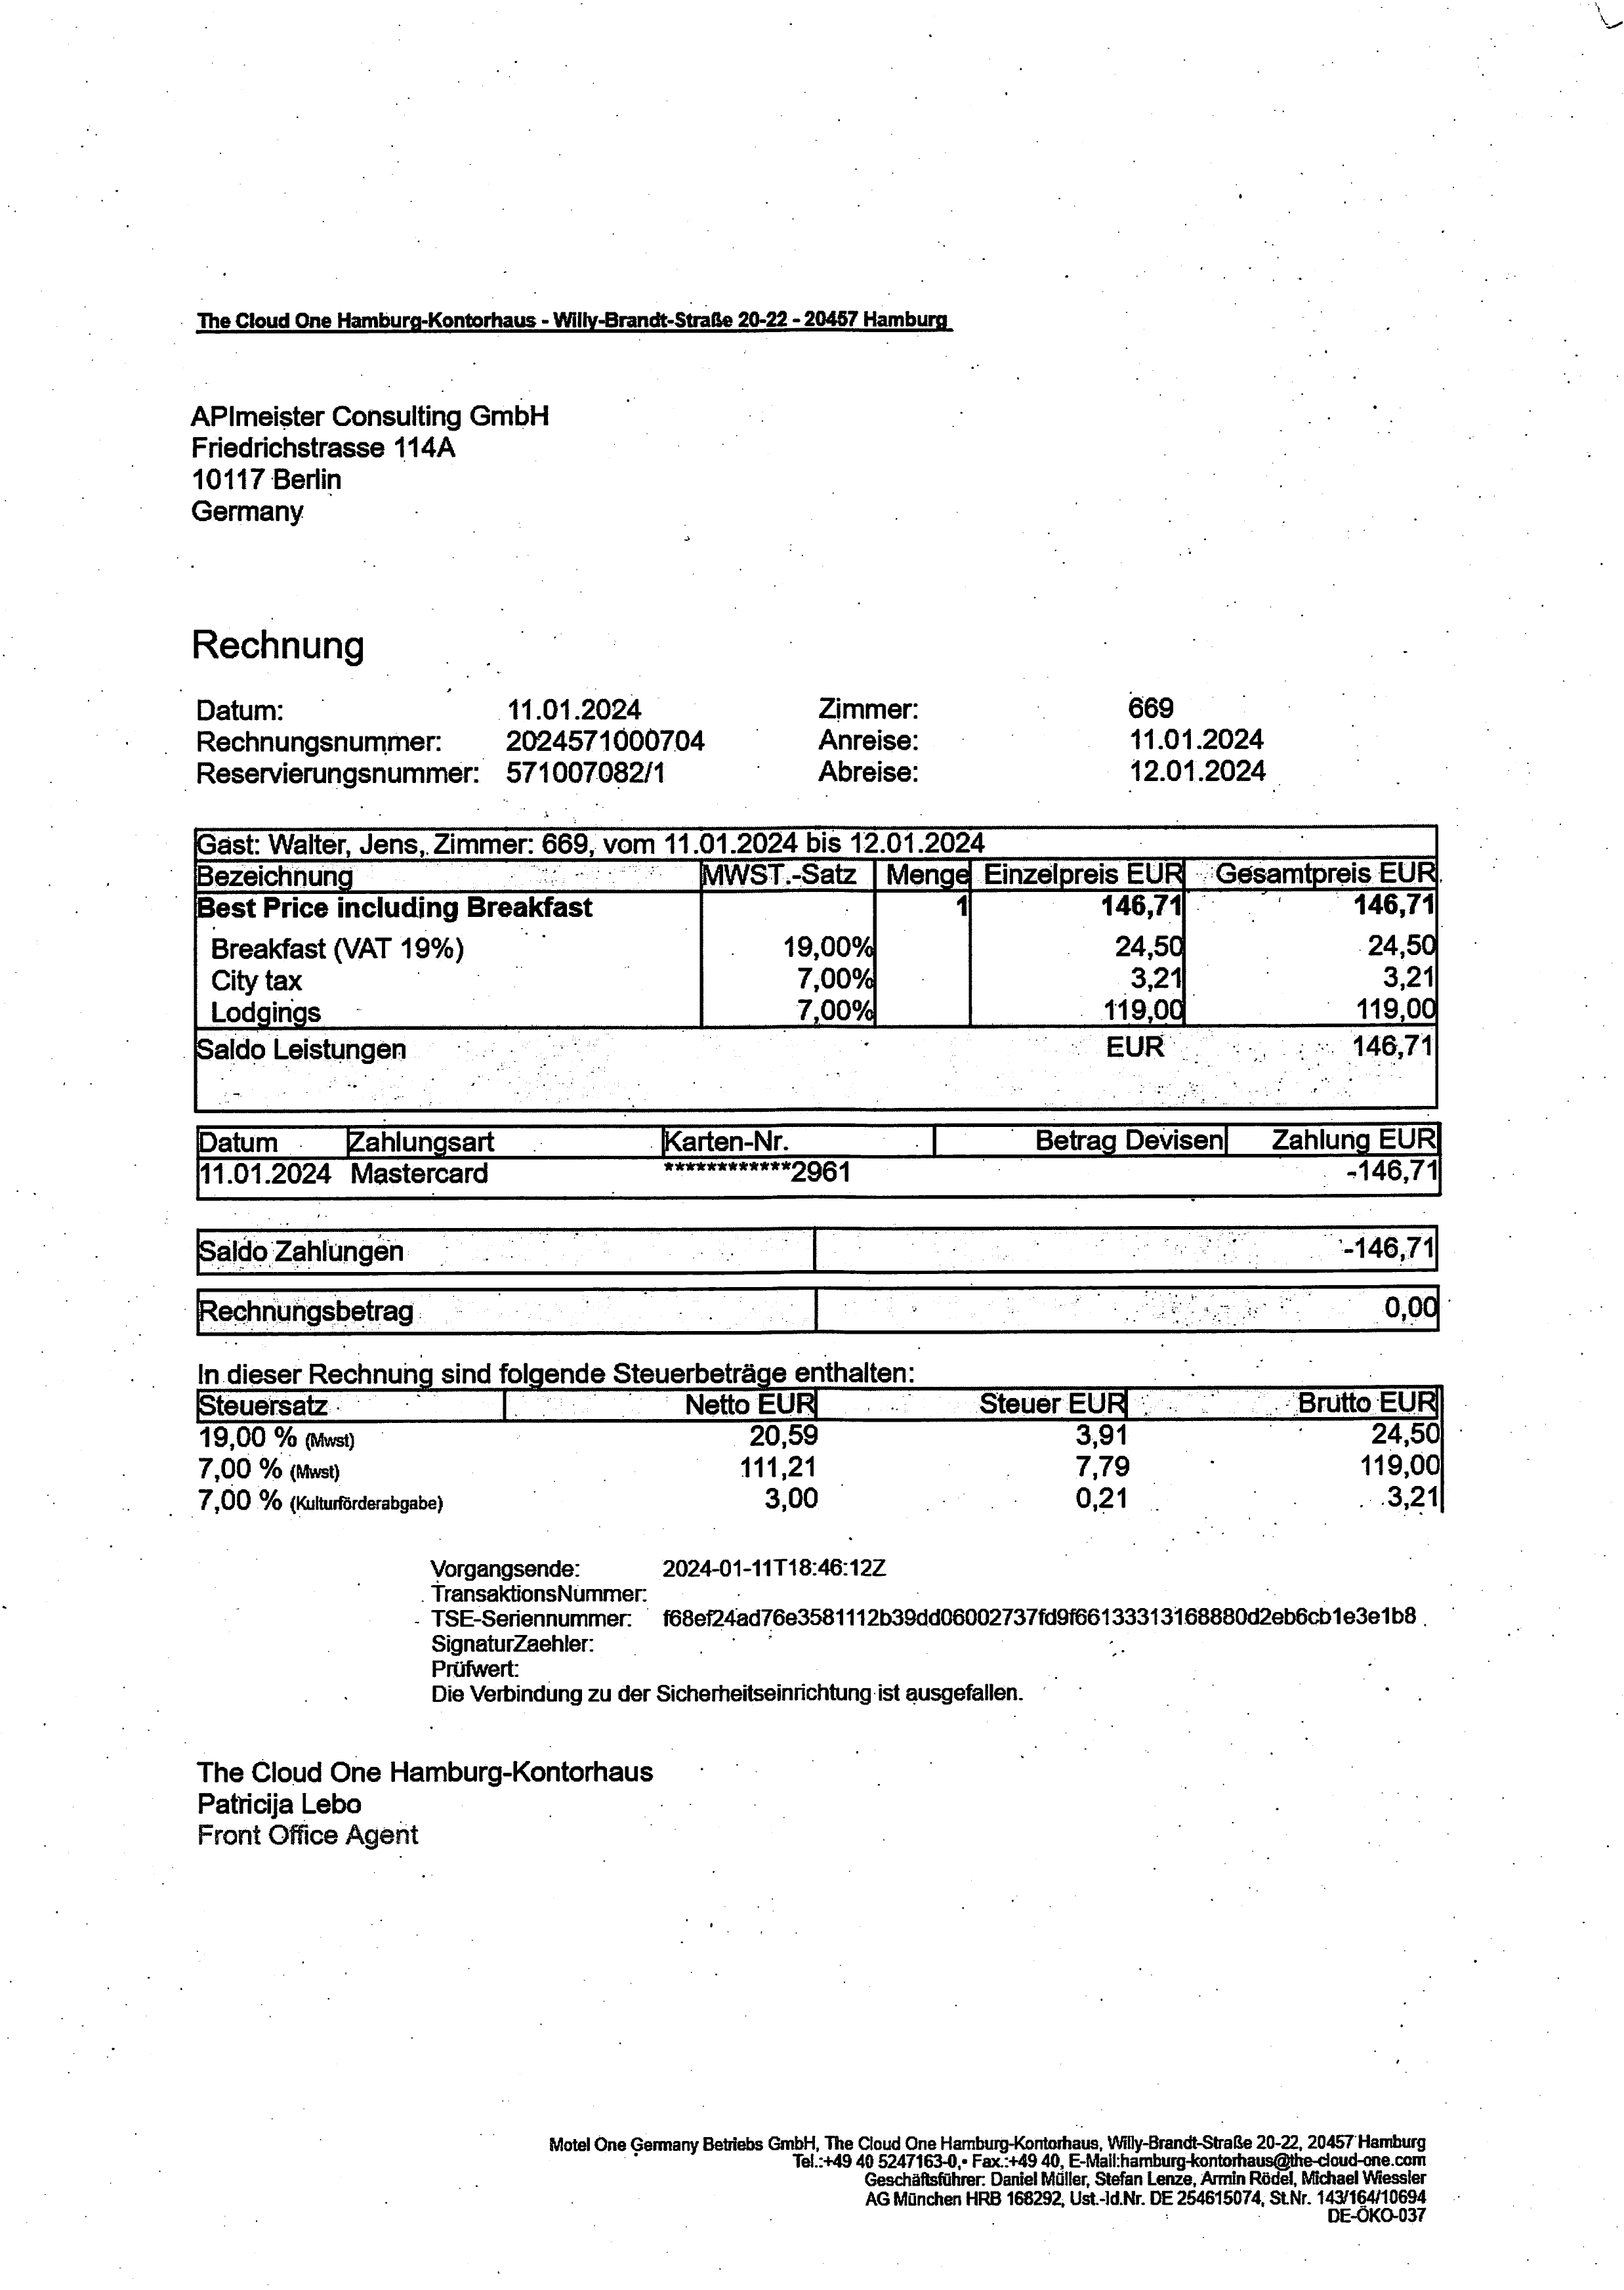 The Cloud One Hamburg-Kontorhaus - Willy-Brandt-Straße 20-22 - 20457 Hamburg
APImeister Consulting GmbH
Friedrichstrasse 114A
10117 Berlin
Germany
Rechnung
Datum: 11.01.2024 Zimmer: 669
Rechnungsnummer: 2024571000704 Anreise: 11.01.2024
Reservierungsnummer: 571007082/1 Abreise: 12.01.2024
Gast: Walter, Jens, Zimmer: 669, vom 11.01.2024 bis 12.01.2024
Bezeichnung MWST.-Satz Menge Einzelpreis EUR Gesamtpreis EUR
Best Price including Breakfast 1 146,71 146,71
Breakfast (VAT 19%) 19,00% 24,50 24,50
City tax 7,00% 3,21 3,21
Lodgings 7,00% 119,00 119,00
Saldo Leistungen EUR 146,71
Datum Zahlungsart Karten-Nr. Betrag Devisen Zahlung EUR
11.01.2024 Mastercard ************2961 -146,71
Saldo Zahlungen -146,71
Rechnungsbetrag 0,00
In dieser Rechnung sind folgende Steuerbeträge enthalten:
Steuersatz Netto EUR Steuer EUR Brutto EUR
19,00 % (Mwst) 20,59 3,91 24,50
7,00 % (Mwst) 111,21 7,79 119,00
7,00 % (Kulturförderabgabe) 3,00 0,21 3,21
Vorgangsende: 2024-01-11T18:46:12Z
TransaktionsNummer:
TSE-Seriennummer: f68ef24ad76e3581112b39dd06002737fd9f66133313168880d2eb6cb1e3e1b8
SignaturZaehler:
Prüfwert:
Die Verbindung zu der Sicherheitseinrichtung ist ausgefallen.
The Cloud One Hamburg-Kontorhaus
Patricija Lebo
Front Office Agent
Motel One Germany Betriebs GmbH, The Cloud One Hamburg-Kontorhaus, Willy-Brandt-Straße 20-22, 20457 Hamburg
Tel.:+49 40 5247163-0,• Fax.:+49 40, E-Mail:hamburg-kontorhaus@the-cloud-one.com
Geschäftsführer: Daniel Müller, Stefan Lenze, Armin Rödel, Michael Wiessler
AG München HRB 168292, Ust.-Id.Nr. DE 254615074, St.Nr. 143/164/10694
DE-ÖKO-037